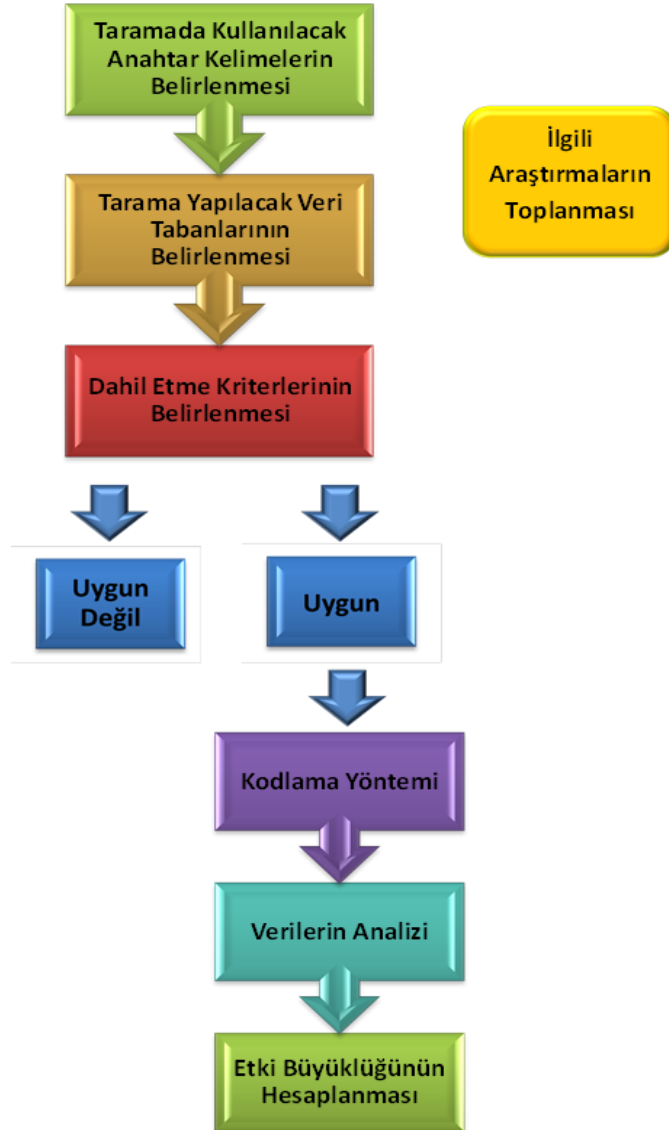 Taramada Kullanılacak
Anahtar Kelimelerin
Belirlenmesi
İlgili
Araştırmaların
Toplanması
Tarama Yapılacak Veri
Tabanlarının
Belirlenmesi
Dahil Etme Kriterlerinin
Belirlenmesi
Uygun
Değil
Uygun
Kodlama Yöntemi
Verilerin Analizi
Etki Büyüklüğünün
Hesaplanması